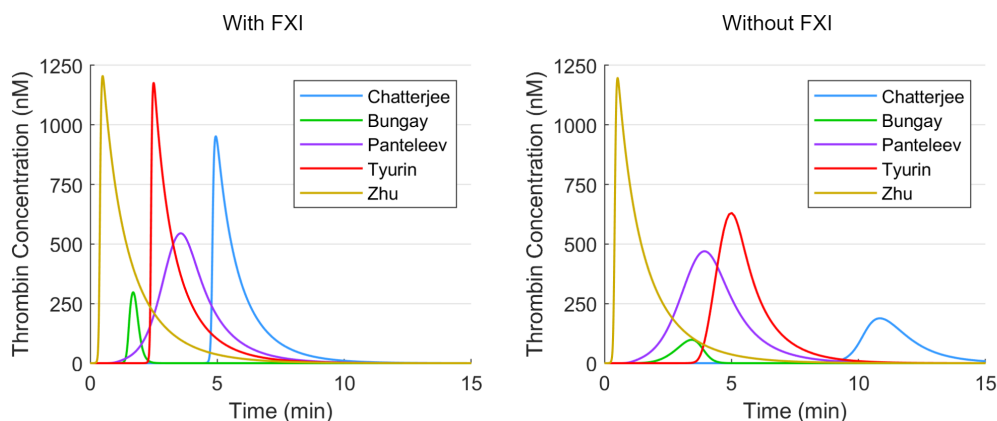 With FXI
Thrombin Concentration (nM)
1250
1000
750
500
250
0
0 5 10 15
Time (min)
Chatterjee
Bungay
Panteleev
Tyurin
Zhu
Without FXI
Thrombin Concentration (nM)
1250
1000
750
500
250
0
0 5 10 15
Time (min)
Chatterjee
Bungay
Panteleev
Tyurin
Zhu